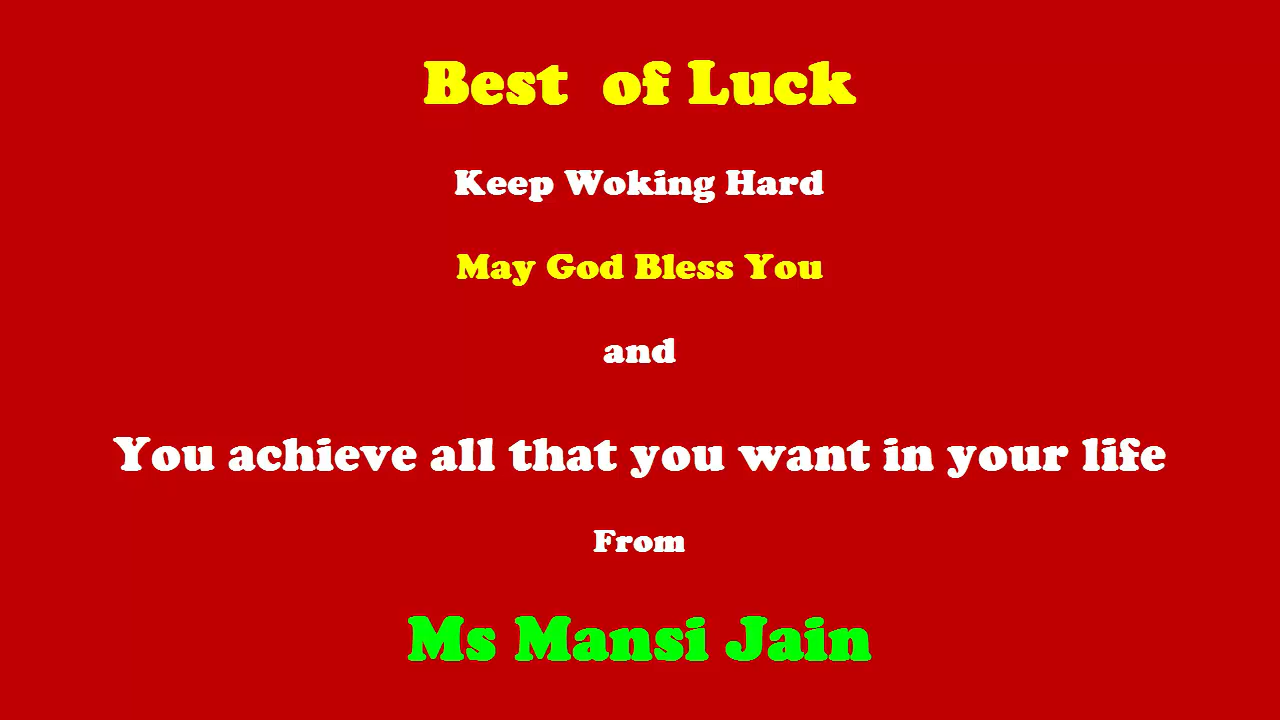 Best of Luck
Keep Woking Hard
May God Bless You
and
You achieve all that you want in your life
From
Ms Mansi Jain